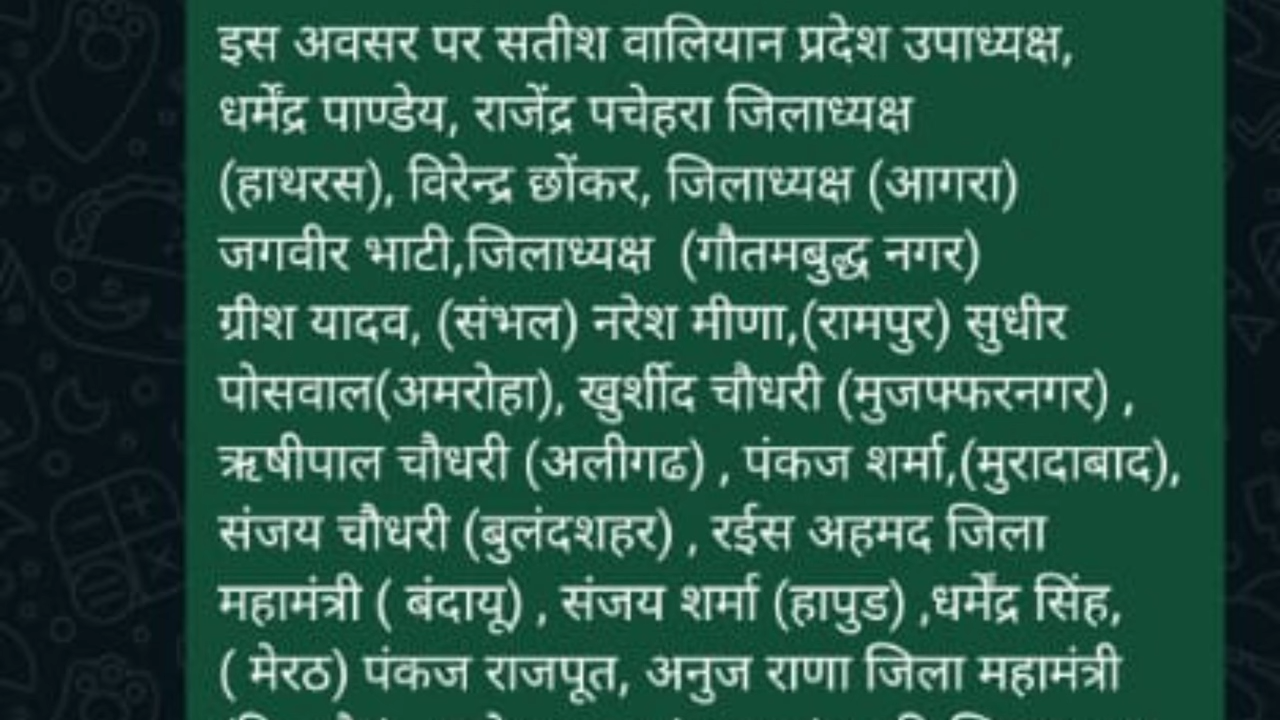 इस अवसर पर सतीश वालियान प्रदेश उपाध्यक्ष,
धर्मेंद्र पाण्डेय, राजेंद्र पचेहरा जिलाध्यक्ष
(हाथरस), विरेन्द्र छोंकर, जिलाध्यक्ष (आगरा)
जगवीर भाटी,जिलाध्यक्ष  (गौतमबुद्ध नगर)
ग्रीश यादव, (संभल) नरेश मीणा,(रामपुर) सुधीर
पोसवाल(अमरोहा), खुर्शीद चौधरी (मुजफ्फरनगर) ,
ऋषीपाल चौधरी (अलीगढ) , पंकज शर्मा,(मुरादाबाद),
संजय चौधरी (बुलंदशहर) , रईस अहमद जिला
महामंत्री ( बंदायू) , संजय शर्मा (हापुड) ,धर्मेंद्र सिंह,
( मेरठ) पंकज राजपूत, अनुज राणा जिला महामंत्री